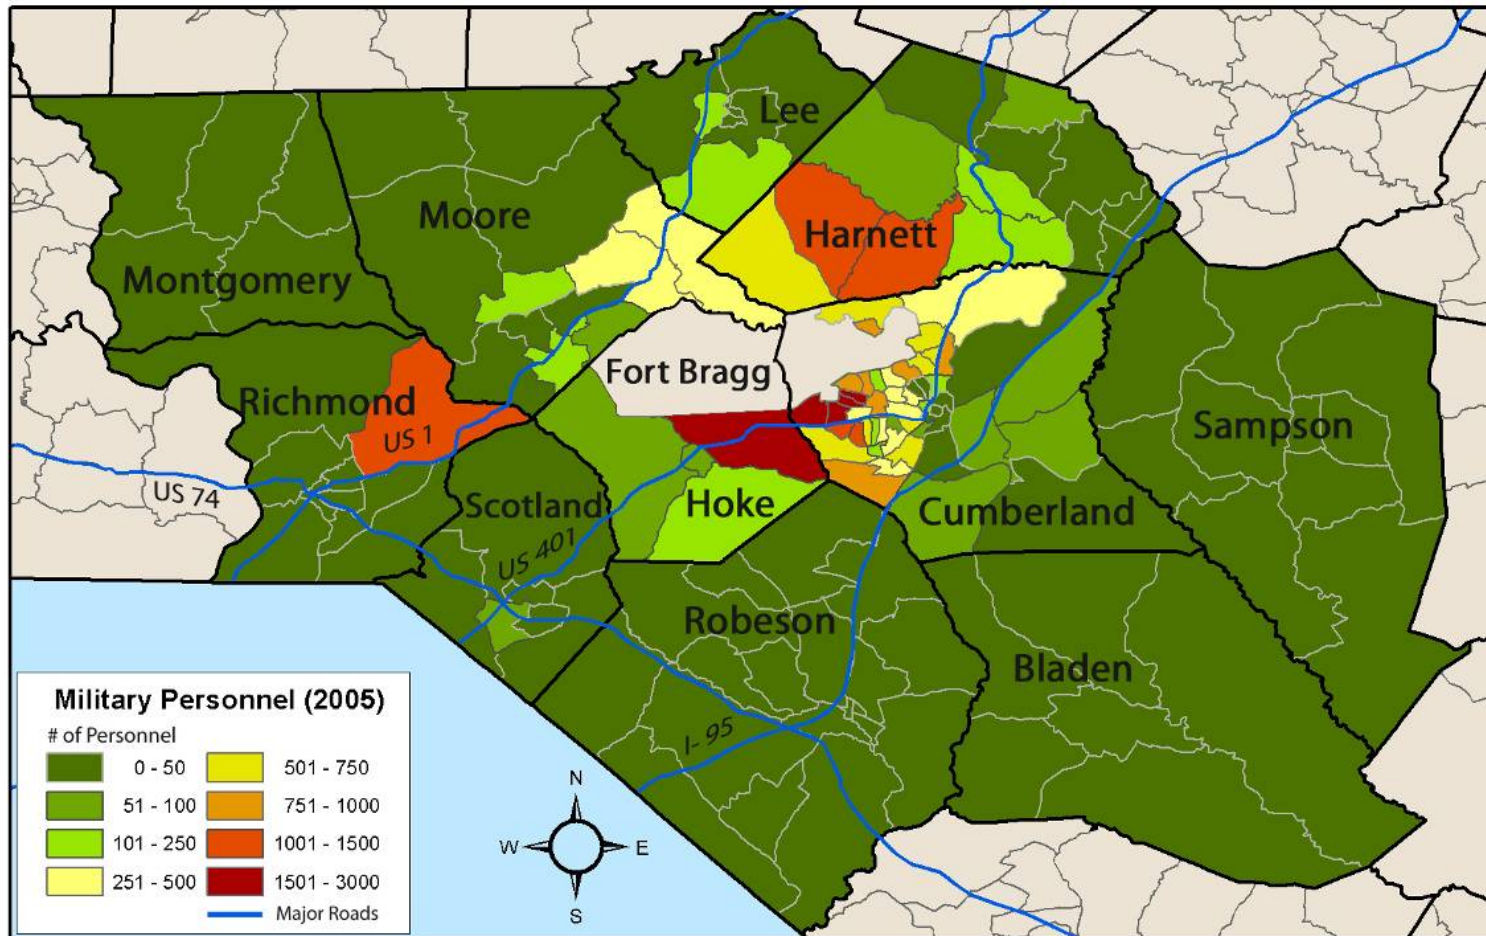 Lee
Moore
Harnett
Montgomery
Fort Bragg
Richmond
US 1
Sampson
US 74
Scotland
Hoke
Cumberland
US 401
Robeson
Bladen
I-95
Military Personnel (2005)
# of Personnel
0 - 50
501 - 750
51 - 100
751 - 1000
101 - 250
1001 - 1500
251 - 500
1501 - 3000
Major Roads
N
W
E
S